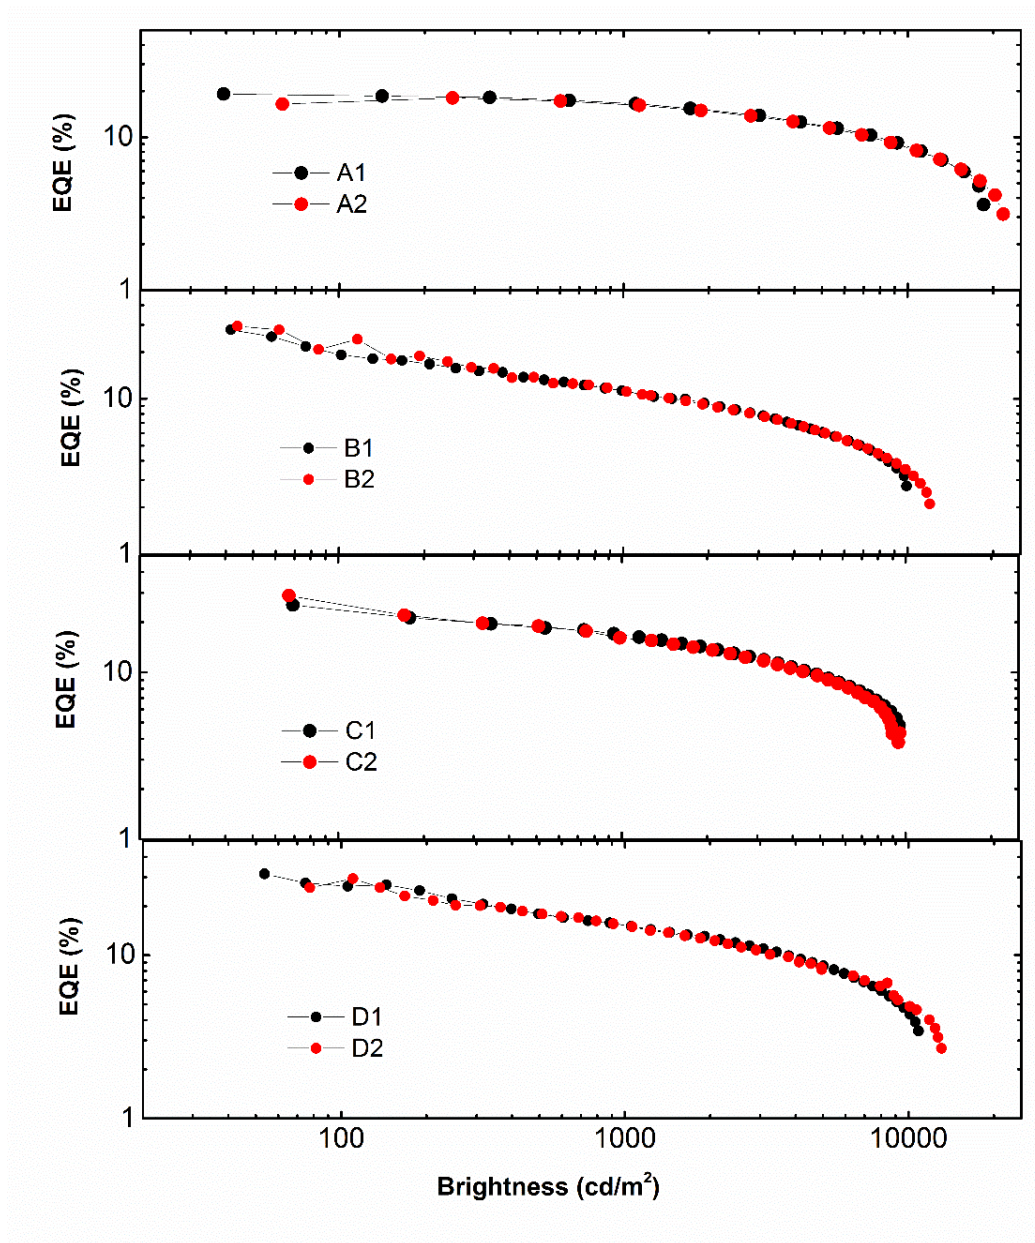 EQE (%)
10
1
A1
A2
EQE (%)
10
1
B1
B2
EQE (%)
10
1
C1
C2
EQE (%)
10
1
D1
D2
100 1000 10000
Brightness (cd/m²)